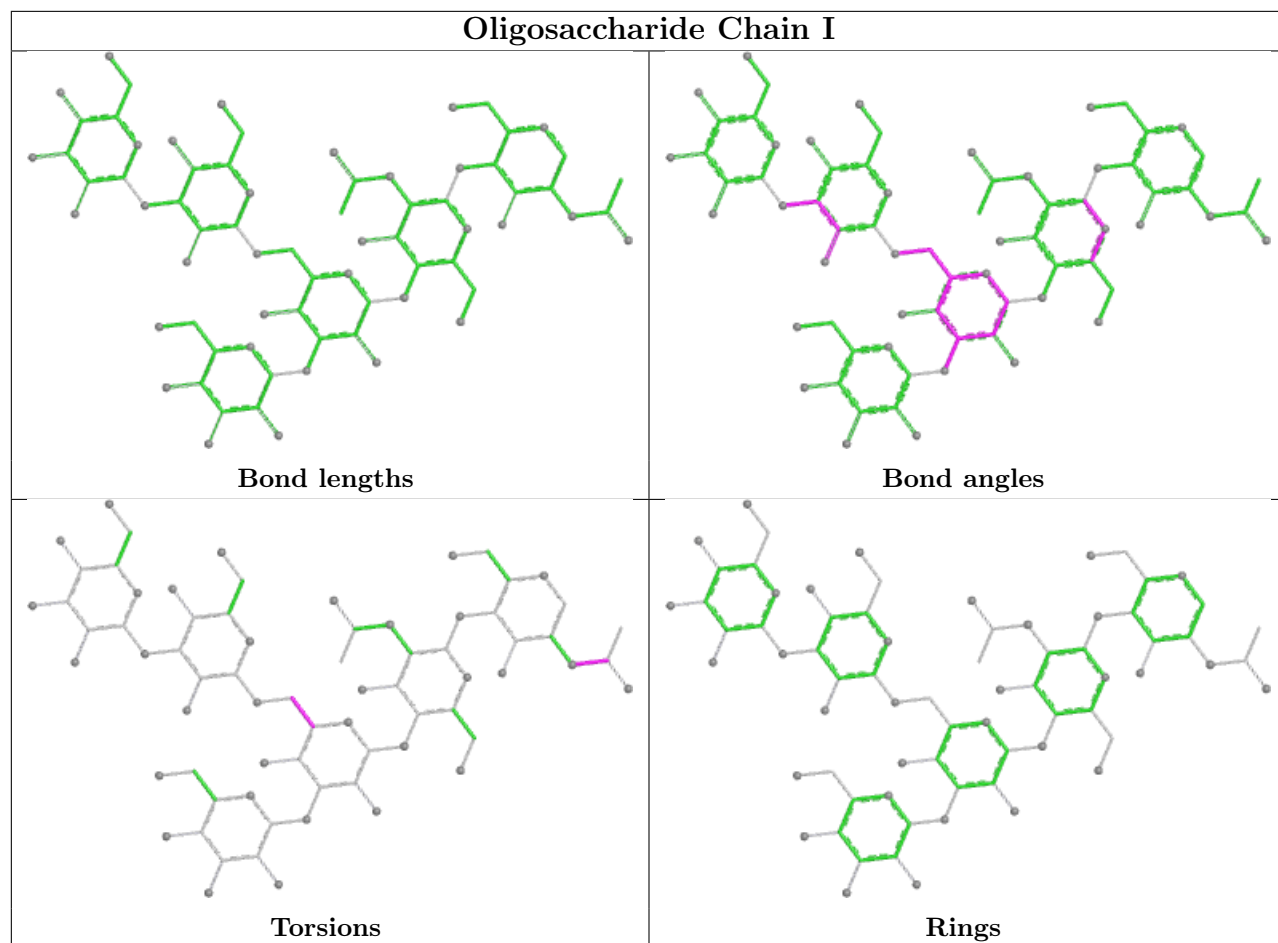 Oligosaccharide Chain I
Bond lengths
Bond angles
Torsions
Rings